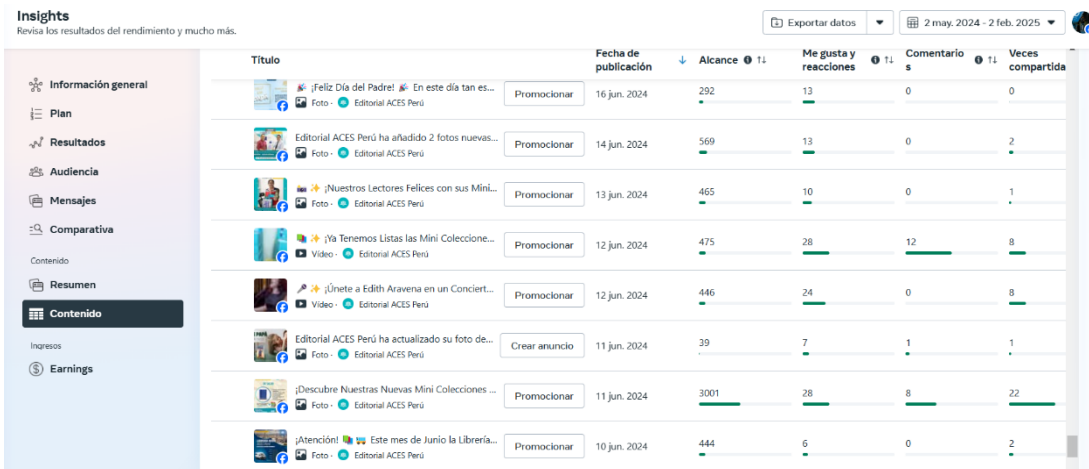 Insights
Revisa los resultados del rendimiento y mucho más.
Exportar datos
2 may. 2024 - 2 feb. 2025
Información general
Plan
Resultados
Audiencia
Mensajes
Comparativa
Contenido
Resumen
Contenido
Ingresos
Earnings
Título
Fecha de
publicación
Alcance
Me gusta y
reacciones
Comentario
s
Veces
compartida
¡Feliz Día del Padre! 🎉 En este día tan es...
Foto · Editorial ACES Perú
Promocionar
16 jun. 2024
292
13
0
0
Editorial ACES Perú ha añadido 2 fotos nuevas...
Foto · Editorial ACES Perú
Promocionar
14 jun. 2024
569
13
0
2
¡Nuestros Lectores Felices con sus Mini...
Foto · Editorial ACES Perú
Promocionar
13 jun. 2024
465
10
0
1
¡Ya Tenemos Listas las Mini Coleccione...
Vídeo · Editorial ACES Perú
Promocionar
12 jun. 2024
475
28
12
8
¡Únete a Edith Aravena en un Conciert...
Vídeo · Editorial ACES Perú
Promocionar
12 jun. 2024
446
24
0
8
Editorial ACES Perú ha actualizado su foto de...
Foto · Editorial ACES Perú
Crear anuncio
11 jun. 2024
39
7
1
1
¡Descubre Nuestras Nuevas Mini Colecciones ...
Foto · Editorial ACES Perú
Promocionar
11 jun. 2024
3001
28
8
22
¡Atención! Este mes de Junio la Librería...
Foto · Editorial ACES Perú
Promocionar
10 jun. 2024
444
6
0
2